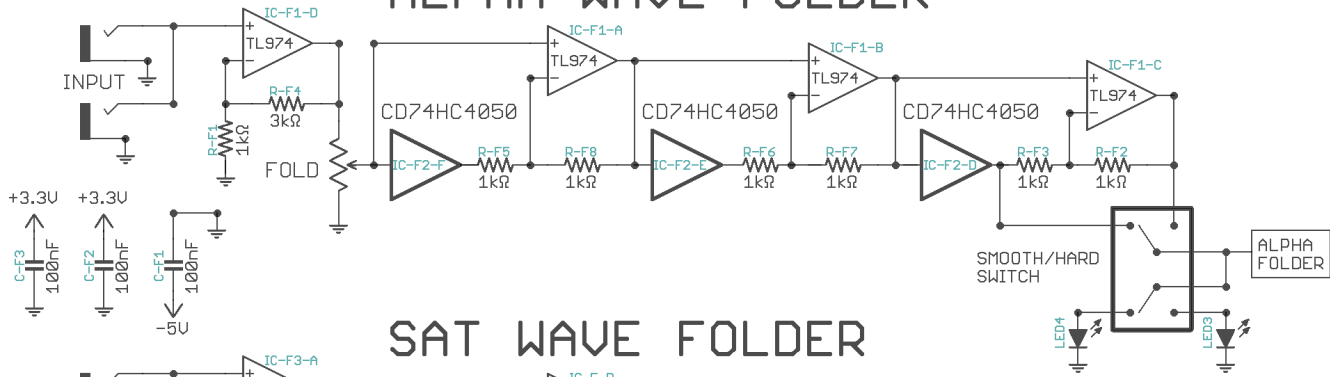 ALPHA WAVE FOLDER
IC-F1-D
TL974
INPUT
R-F4
3kΩ
R-F1
1kΩ
FOLD
IC-F1-A
TL974
CD74HC4050
IC-F2-F
R-F5
1kΩ
R-F8
1kΩ
IC-F1-B
TL974
CD74HC4050
IC-F2-E
R-F6
1kΩ
R-F7
1kΩ
IC-F1-C
TL974
CD74HC4050
IC-F2-D
R-F3
1kΩ
R-F2
1kΩ
+3.3V
C-F3
100nF
+3.3V
C-F2
100nF
C-F1
100nF
-5V
SMOOTH/HARD
SWITCH
ALPHA
FOLDER
LED4
LED3
SAT WAVE FOLDER
IC-F3-A